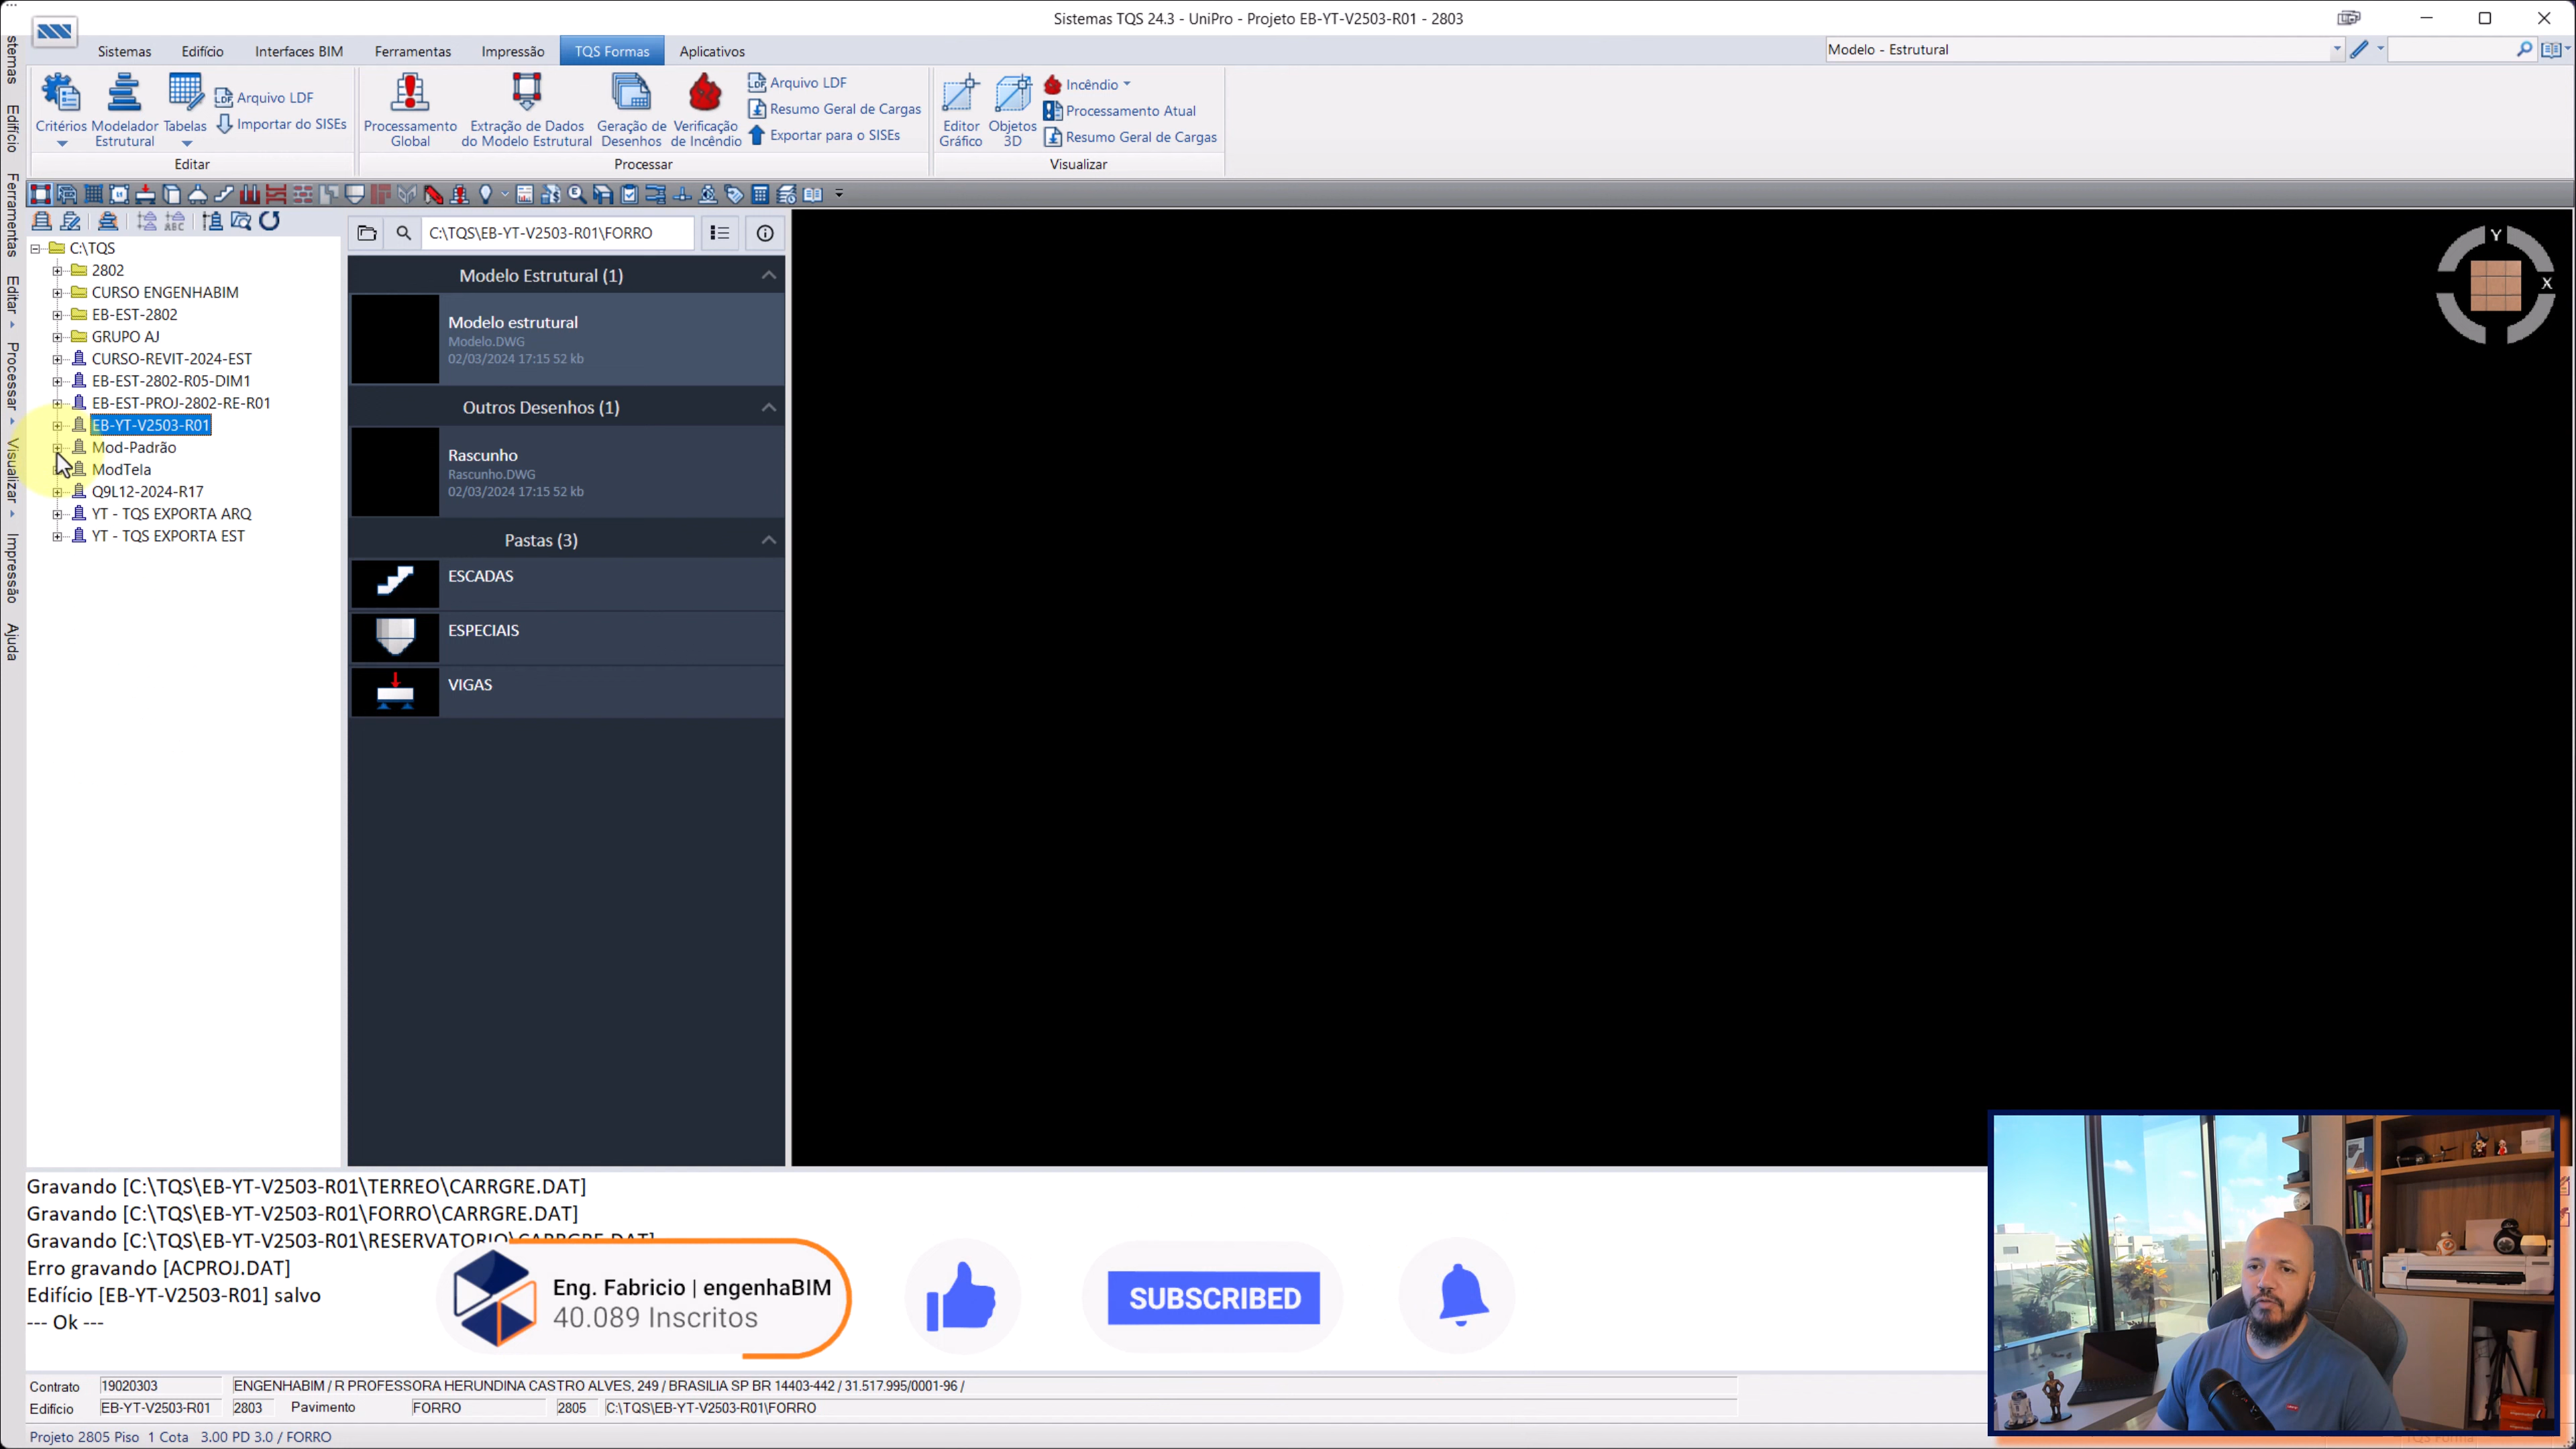 Sistemas TQS 24.3 - UniPro - Projeto EB-YT-V2503-R01 - 2803
Sistemas Edifício Interfaces BIM Ferramentas Impressão TQS Formas Aplicativos
Modelo - Estrutural
Critérios
Modelador Estrutural
Tabelas
Arquivo LDF
Importar do SISEs
Editar
Processamento Global
Extração de Dados do Modelo Estrutural
Geração de Desenhos
Verificação de Incêndio
Arquivo LDF
Resumo Geral de Cargas
Exportar para o SISEs
Processar
Editor Gráfico
Objetos 3D
Incêndio
Processamento Atual
Resumo Geral de Cargas
Visualizar
stemas
Edifício
Ferramentas
Editar
Processar
Visualizar
Impressão
Ajuda
C:\TQS
2802
CURSO ENGENHABIM
EB-EST-2802
GRUPO AJ
CURSO-REVIT-2024-EST
EB-EST-2802-R05-DIM1
EB-EST-PROJ-2802-RE-R01
EB-YT-V2503-R01
Mod-Padrão
ModTela
Q9L12-2024-R17
YT - TQS EXPORTA ARQ
YT - TQS EXPORTA EST
C:\TQS\EB-YT-V2503-R01\FORRO
Modelo Estrutural (1)
Modelo estrutural
Modelo.DWG
02/03/2024 17:15 52 kb
Outros Desenhos (1)
Rascunho
Rascunho.DWG
02/03/2024 17:15 52 kb
Pastas (3)
ESCADAS
ESPECIAIS
VIGAS
Y
X
Gravando [C:\TQS\EB-YT-V2503-R01\TERREO\CARRGRE.DAT]
Gravando [C:\TQS\EB-YT-V2503-R01\FORRO\CARRGRE.DAT]
Gravando [C:\TQS\EB-YT-V2503-R01\RESERVATORIO\CARRGRE.DAT]
Erro gravando [ACPROJ.DAT]
Edifício [EB-YT-V2503-R01] salvo
--- Ok ---
Eng. Fabricio | engenhaBIM
40.089 Inscritos
SUBSCRIBED
Contrato 19020303 ENGENHABIM / R PROFESSORA HERUNDINA CASTRO ALVES, 249 / BRASILIA SP BR 14403-442 / 31.517.995/0001-96 /
Edifício EB-YT-V2503-R01 2803 Pavimento FORRO 2805 C:\TQS\EB-YT-V2503-R01\FORRO
Projeto 2805 Piso 1 Cota 3.00 PD 3.0 / FORRO